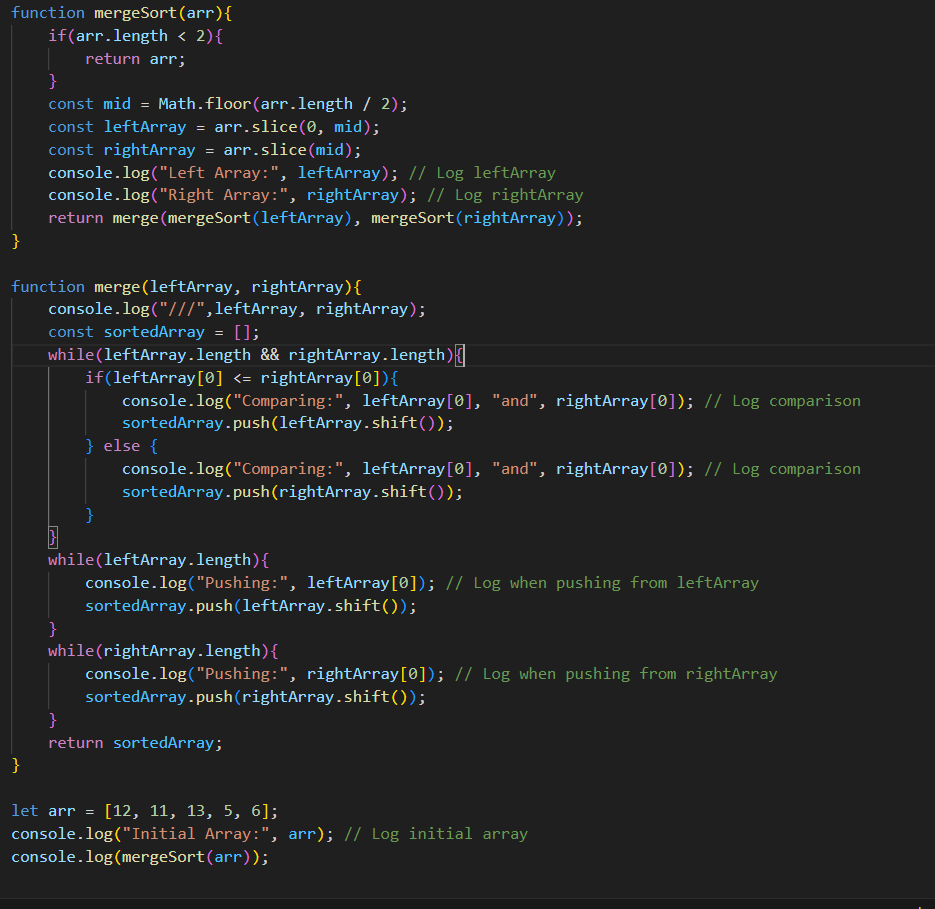 function mergeSort(arr){
    if(arr.length < 2){
        return arr;
    }
    const mid = Math.floor(arr.length / 2);
    const leftArray = arr.slice(0, mid);
    const rightArray = arr.slice(mid);
    console.log("Left Array:", leftArray); // Log leftArray
    console.log("Right Array:", rightArray); // Log rightArray
    return merge(mergeSort(leftArray), mergeSort(rightArray));
}

function merge(leftArray, rightArray){
    console.log("///",leftArray, rightArray);
    const sortedArray = [];
    while(leftArray.length && rightArray.length){
        if(leftArray[0] <= rightArray[0]){
            console.log("Comparing:", leftArray[0], "and", rightArray[0]); // Log comparison
            sortedArray.push(leftArray.shift());
        } else {
            console.log("Comparing:", leftArray[0], "and", rightArray[0]); // Log comparison
            sortedArray.push(rightArray.shift());
        }
    }
    while(leftArray.length){
        console.log("Pushing:", leftArray[0]); // Log when pushing from leftArray
        sortedArray.push(leftArray.shift());
    }
    while(rightArray.length){
        console.log("Pushing:", rightArray[0]); // Log when pushing from rightArray
        sortedArray.push(rightArray.shift());
    }
    return sortedArray;
}

let arr = [12, 11, 13, 5, 6];
console.log("Initial Array:", arr); // Log initial array
console.log(mergeSort(arr));